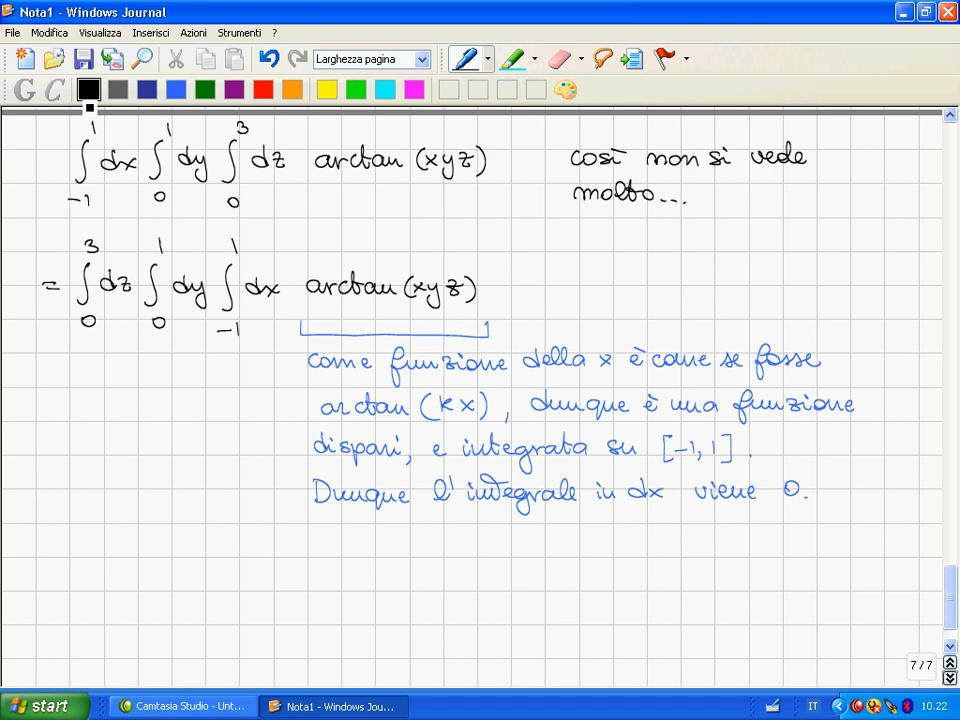 Nota1 - Windows Journal
File Modifica Visualizza Inserisci Azioni Strumenti ?
Larghezza pagina
G C
∫_{-1}^{1} dx ∫_{0}^{1} dy ∫_{0}^{3} dz arctan (xyz) così non si vede
molto...
= ∫_{0}^{3} dz ∫_{0}^{1} dy ∫_{-1}^{1} dx arctan (xyz)
come funzione della x è come se fosse
arctan (kx), dunque è una funzione
dispari, e integrata su [-1, 1].
Dunque l'integrale in dx viene 0.
7 / 7
start Camtasia Studio - Unt... Nota1 - Windows Jou... IT 10.22